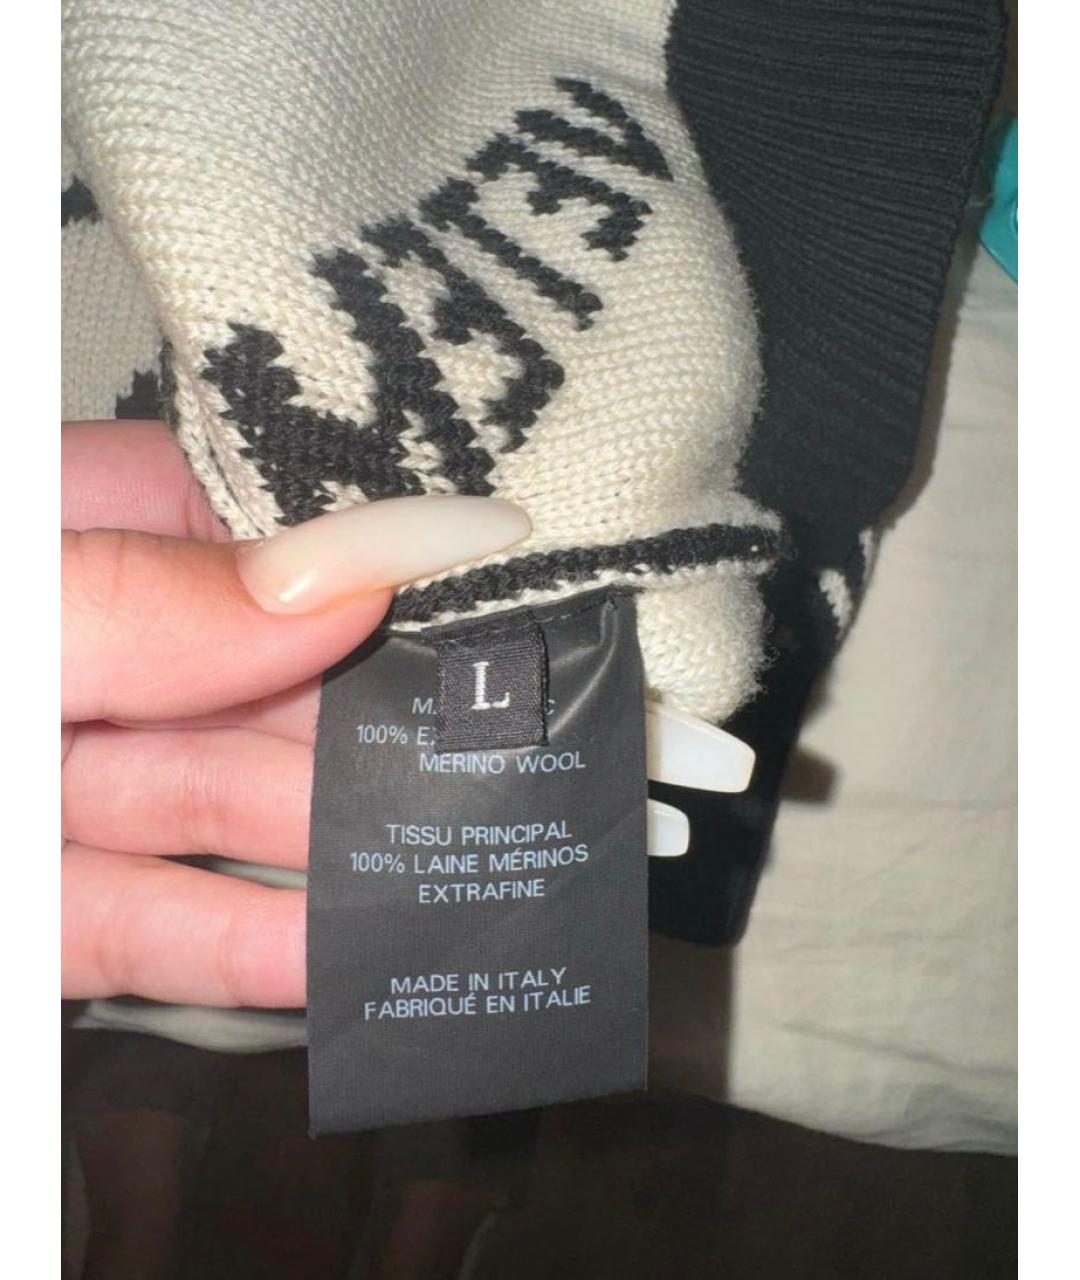 L
100%
MERINO WOOL
TISSU PRINCIPAL
100% LAINE MÉRINOS
EXTRAFINE
MADE IN ITALY
FABRIQUÉ EN ITALIE